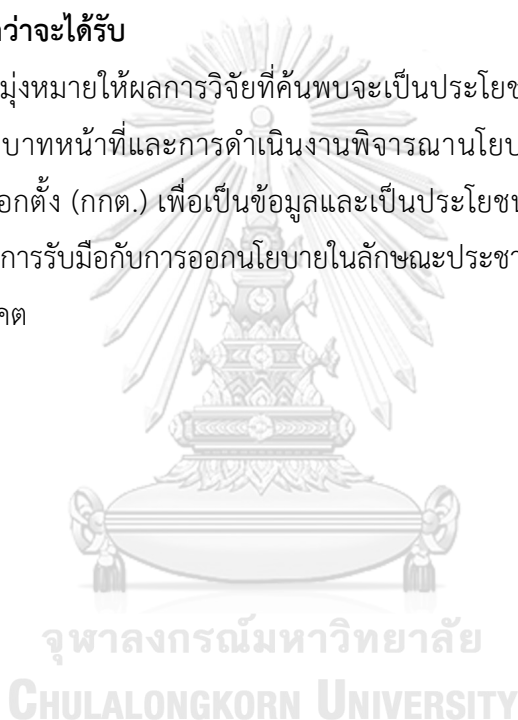 ว่าจะได้รับ
มุ่งหมายให้ผลการวิจัยที่ค้นพบจะเป็นประโยช
บาทหน้าที่และการดำเนินงานพิจารณานโยบ
อกตั้ง (กกต.) เพื่อเป็นข้อมูลและเป็นประโยชน
การรับมือกับการออกนโยบายในลักษณะประชา
คต
จุฬาลงกรณ์มหาวิทยาลัย
CHULALONGKORN UNIVERSITY